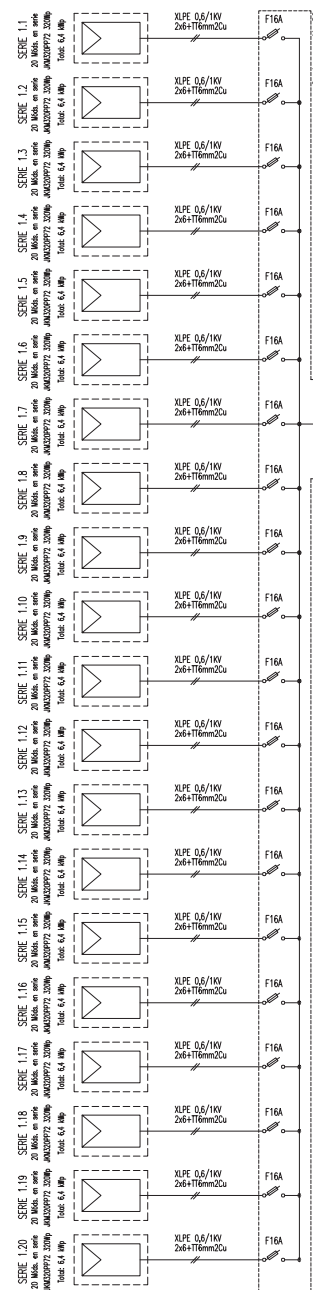 SERIE 1.1
20 Móds. en serie
JKM320PP72 320Wp
Total: 6,4 kWp
XLPE 0,6/1KV
2x6+TT6mm2Cu
F16A
SERIE 1.2
20 Móds. en serie
JKM320PP72 320Wp
Total: 6,4 kWp
XLPE 0,6/1KV
2x6+TT6mm2Cu
F16A
SERIE 1.3
20 Móds. en serie
JKM320PP72 320Wp
Total: 6,4 kWp
XLPE 0,6/1KV
2x6+TT6mm2Cu
F16A
SERIE 1.4
20 Móds. en serie
JKM320PP72 320Wp
Total: 6,4 kWp
XLPE 0,6/1KV
2x6+TT6mm2Cu
F16A
SERIE 1.5
20 Móds. en serie
JKM320PP72 320Wp
Total: 6,4 kWp
XLPE 0,6/1KV
2x6+TT6mm2Cu
F16A
SERIE 1.6
20 Móds. en serie
JKM320PP72 320Wp
Total: 6,4 kWp
XLPE 0,6/1KV
2x6+TT6mm2Cu
F16A
SERIE 1.7
20 Móds. en serie
JKM320PP72 320Wp
Total: 6,4 kWp
XLPE 0,6/1KV
2x6+TT6mm2Cu
F16A
SERIE 1.8
20 Móds. en serie
JKM320PP72 320Wp
Total: 6,4 kWp
XLPE 0,6/1KV
2x6+TT6mm2Cu
F16A
SERIE 1.9
20 Móds. en serie
JKM320PP72 320Wp
Total: 6,4 kWp
XLPE 0,6/1KV
2x6+TT6mm2Cu
F16A
SERIE 1.10
20 Móds. en serie
JKM320PP72 320Wp
Total: 6,4 kWp
XLPE 0,6/1KV
2x6+TT6mm2Cu
F16A
SERIE 1.11
20 Móds. en serie
JKM320PP72 320Wp
Total: 6,4 kWp
XLPE 0,6/1KV
2x6+TT6mm2Cu
F16A
SERIE 1.12
20 Móds. en serie
JKM320PP72 320Wp
Total: 6,4 kWp
XLPE 0,6/1KV
2x6+TT6mm2Cu
F16A
SERIE 1.13
20 Móds. en serie
JKM320PP72 320Wp
Total: 6,4 kWp
XLPE 0,6/1KV
2x6+TT6mm2Cu
F16A
SERIE 1.14
20 Móds. en serie
JKM320PP72 320Wp
Total: 6,4 kWp
XLPE 0,6/1KV
2x6+TT6mm2Cu
F16A
SERIE 1.15
20 Móds. en serie
JKM320PP72 320Wp
Total: 6,4 kWp
XLPE 0,6/1KV
2x6+TT6mm2Cu
F16A
SERIE 1.16
20 Móds. en serie
JKM320PP72 320Wp
Total: 6,4 kWp
XLPE 0,6/1KV
2x6+TT6mm2Cu
F16A
SERIE 1.17
20 Móds. en serie
JKM320PP72 320Wp
Total: 6,4 kWp
XLPE 0,6/1KV
2x6+TT6mm2Cu
F16A
SERIE 1.18
20 Móds. en serie
JKM320PP72 320Wp
Total: 6,4 kWp
XLPE 0,6/1KV
2x6+TT6mm2Cu
F16A
SERIE 1.19
20 Móds. en serie
JKM320PP72 320Wp
Total: 6,4 kWp
XLPE 0,6/1KV
2x6+TT6mm2Cu
F16A
SERIE 1.20
20 Móds. en serie
JKM320PP72 320Wp
Total: 6,4 kWp
XLPE 0,6/1KV
2x6+TT6mm2Cu
F16A